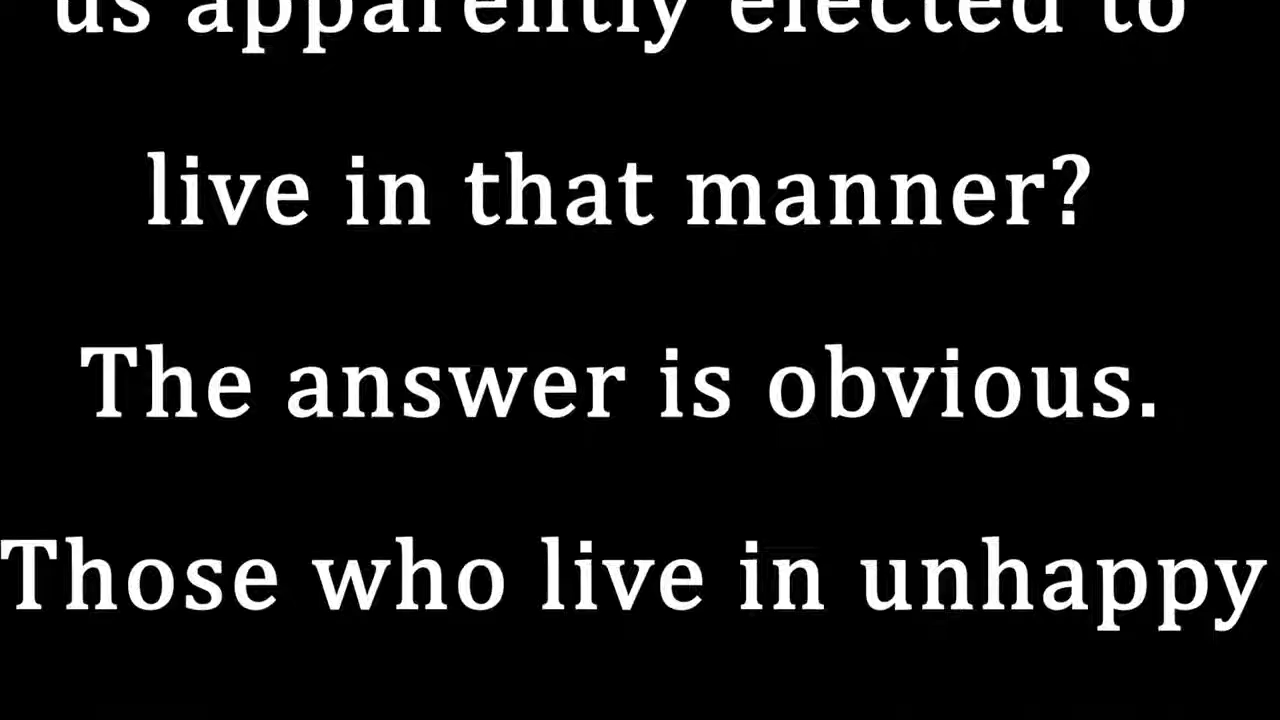 us apparently elected to
live in that manner?
The answer is obvious.
Those who live in unhappy